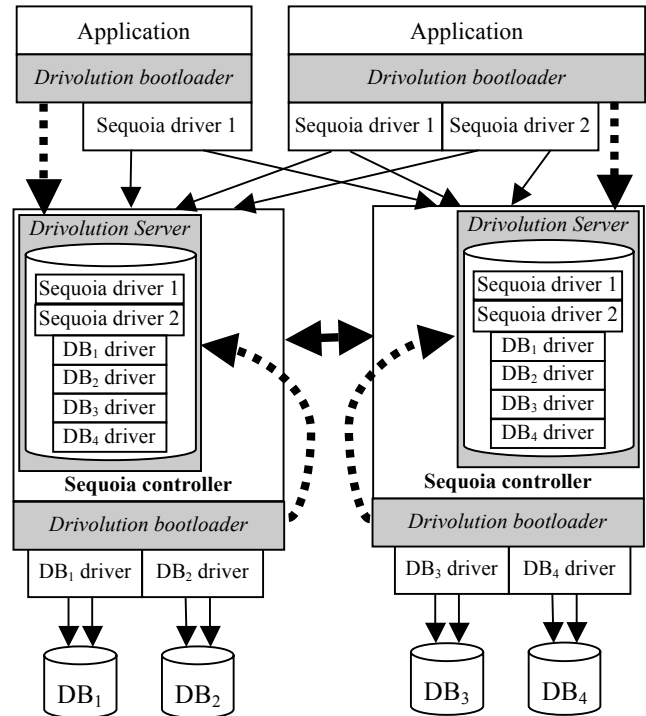 Application
Drivolution bootloader
Sequoia driver 1
Application
Drivolution bootloader
Sequoia driver 1
Sequoia driver 2
Drivolution Server
Sequoia driver 1
Sequoia driver 2
DB₁ driver
DB₂ driver
DB₃ driver
DB₄ driver
Sequoia controller
Drivolution bootloader
DB₁ driver
DB₂ driver
DB₁
DB₂
Drivolution Server
Sequoia driver 1
Sequoia driver 2
DB₁ driver
DB₂ driver
DB₃ driver
DB₄ driver
Sequoia controller
Drivolution bootloader
DB₃ driver
DB₄ driver
DB₃
DB₄